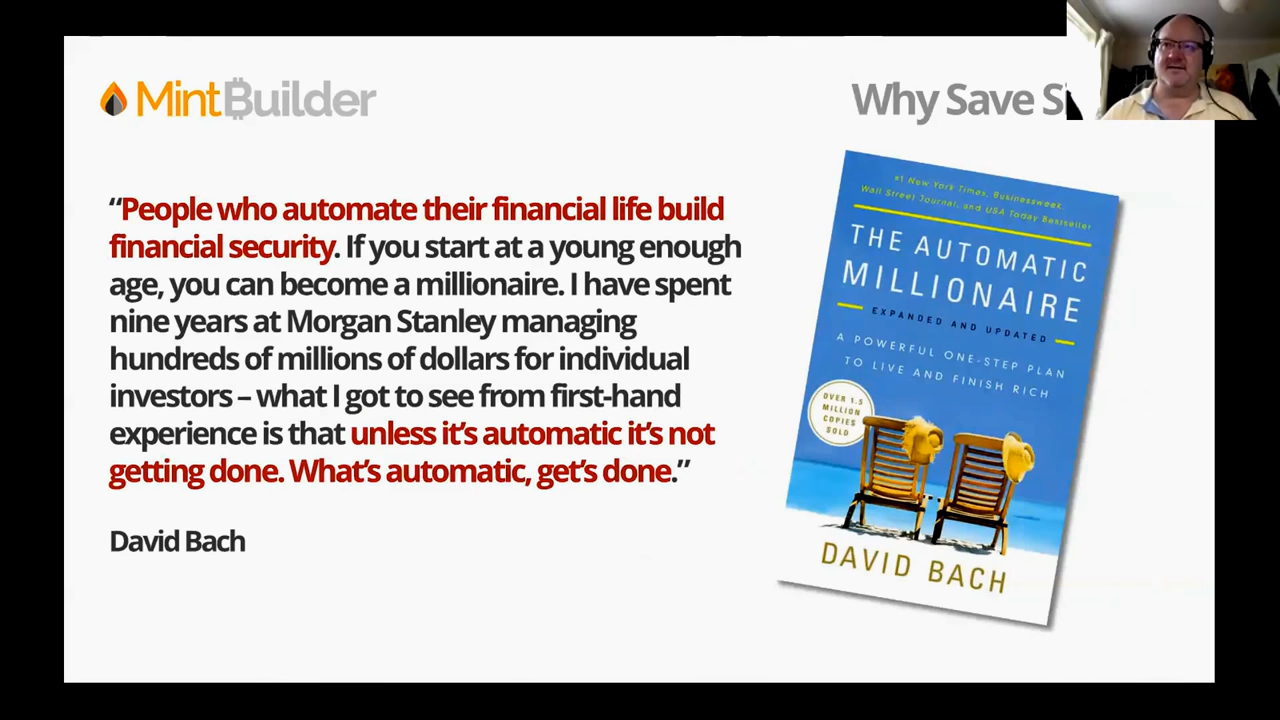 MintBuilder
Why Save
“People who automate their financial life build
financial security. If you start at a young enough
age, you can become a millionaire. I have spent
nine years at Morgan Stanley managing
hundreds of millions of dollars for individual
investors – what I got to see from first-hand
experience is that unless it’s automatic it’s not
getting done. What’s automatic, get’s done.”
David Bach
#1 New York Times, Businessweek,
Wall Street Journal, and USA Today Bestseller
THE AUTOMATIC
MILLIONAIRE
EXPANDED AND UPDATED
A POWERFUL ONE-STEP PLAN
TO LIVE AND FINISH RICH
OVER 1.5
MILLION
COPIES
SOLD
DAVID BACH